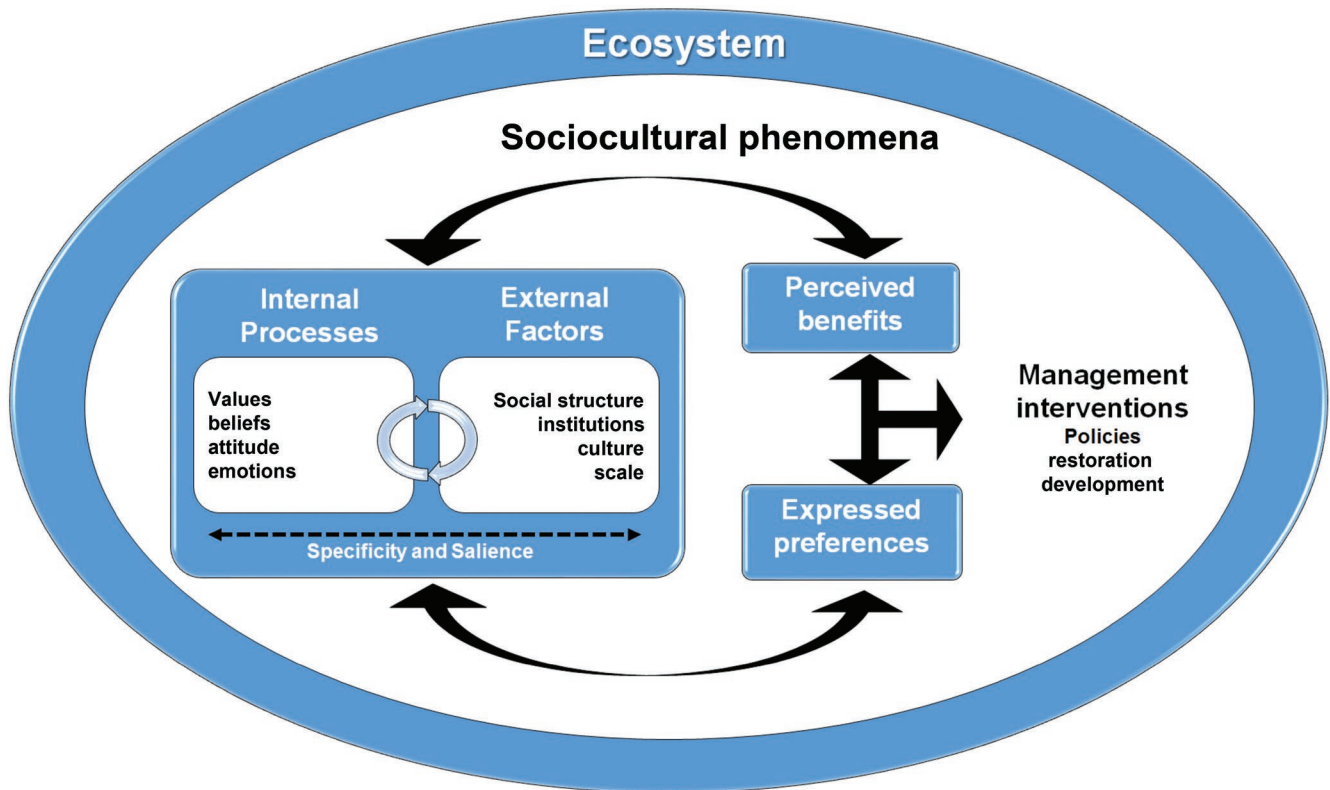 Ecosystem
Sociocultural phenomena
Internal
Processes
External
Factors
Values
beliefs
attitude
emotions
Social structure
institutions
culture
scale
Specificity and Salience
Perceived
benefits
Expressed
preferences
Management
interventions
Policies
restoration
development